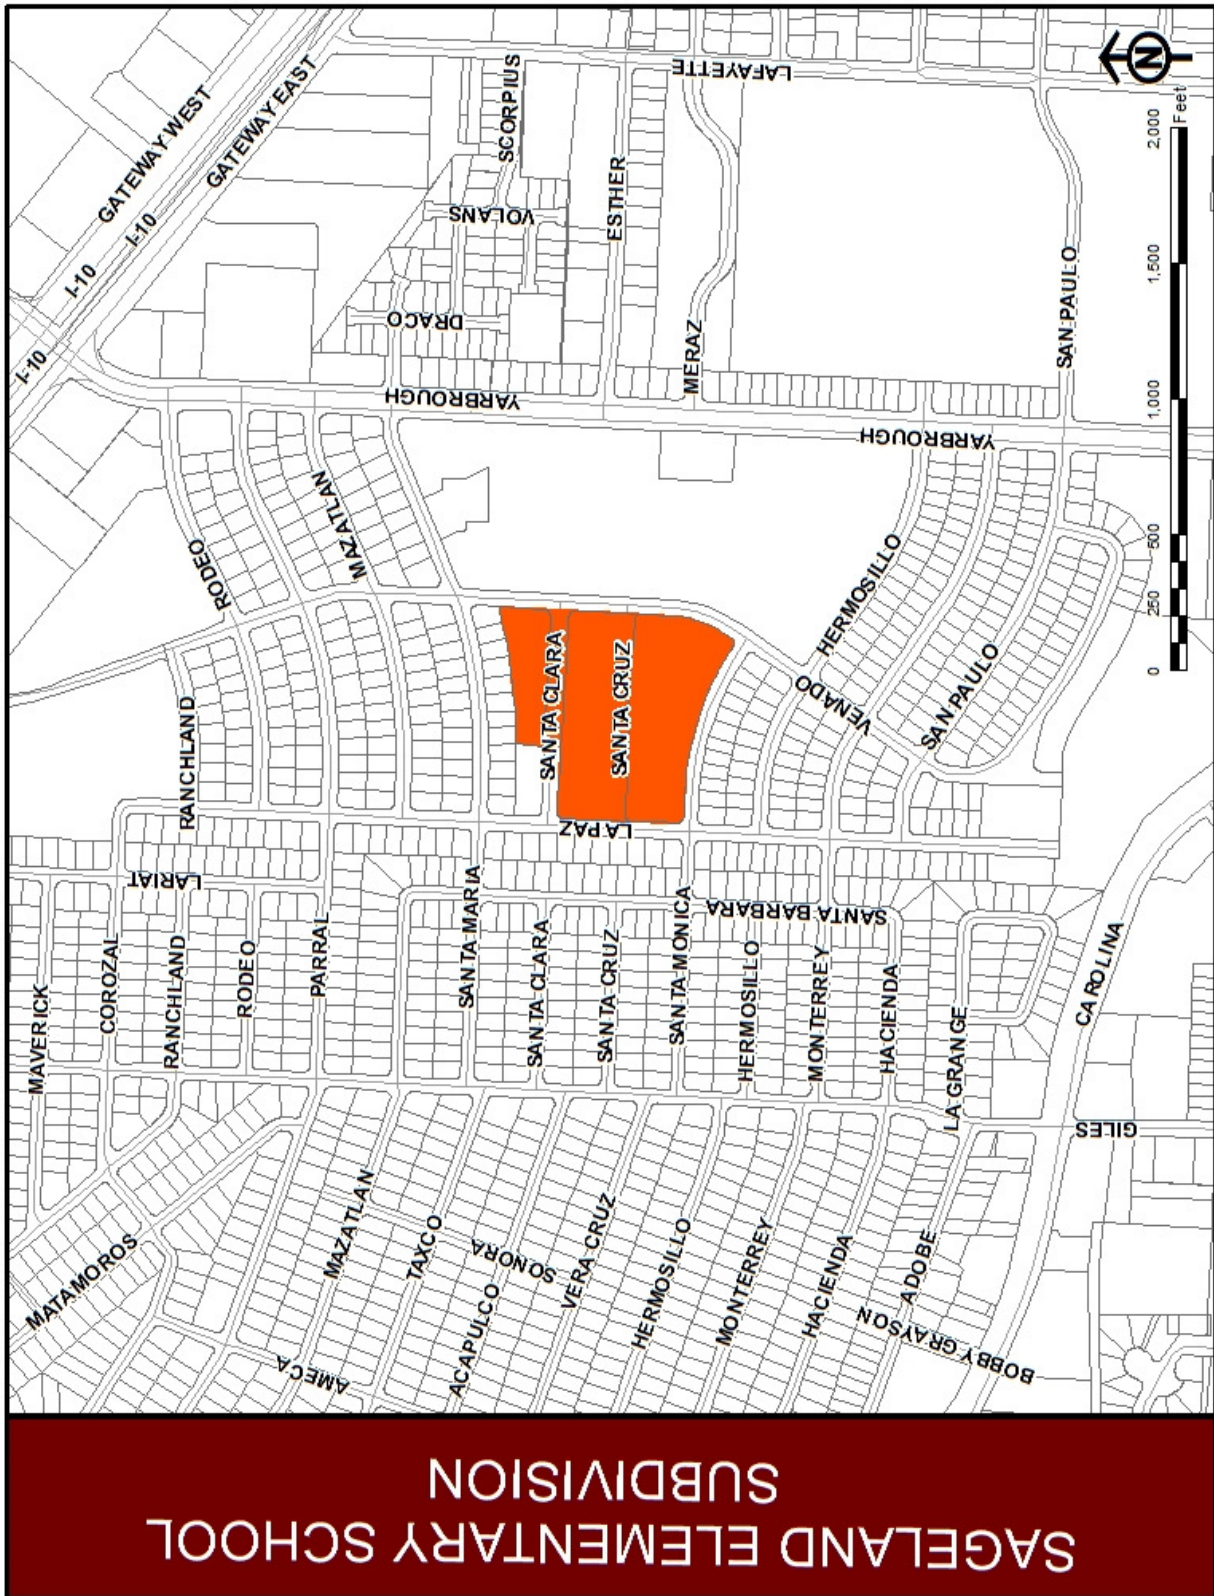 SAGELAND ELEMENTARY SCHOOL
SUBDIVISION
I-10
I-10
I-10
GATEWAY WEST
GATEWAY EAST
SCORPIUS
VOLANS
DRACO
ESTHER
LAFAYETTE
MERAZ
SAN PAULO
YARBROUGH
YARBROUGH
RODEO
MAZATLAN
HERMOSILLO
VENADO
SAN PAULO
RANCHLAND
SANTA CLARA
SANTA CRUZ
LA PAZ
LARIAT
MAVERICK
COROZAL
RANCHLAND
RODEO
PARRAL
SANTA MARIA
SANTA CLARA
SANTA CRUZ
SANTA MONICA
SANTA BARBARA
HERMOSILLO
MONTERREY
HACIENDA
LA GRANGE
CAROLINA
GILES
MATAMOROS
MAZATLAN
TAXCO
SONORA
AMECA
ACAPULCO
VERA CRUZ
HERMOSILLO
MONTERREY
HACIENDA
ADOBE
BOBBY GRAYSON
N
0 250 500 1,000 1,500 2,000
Feet